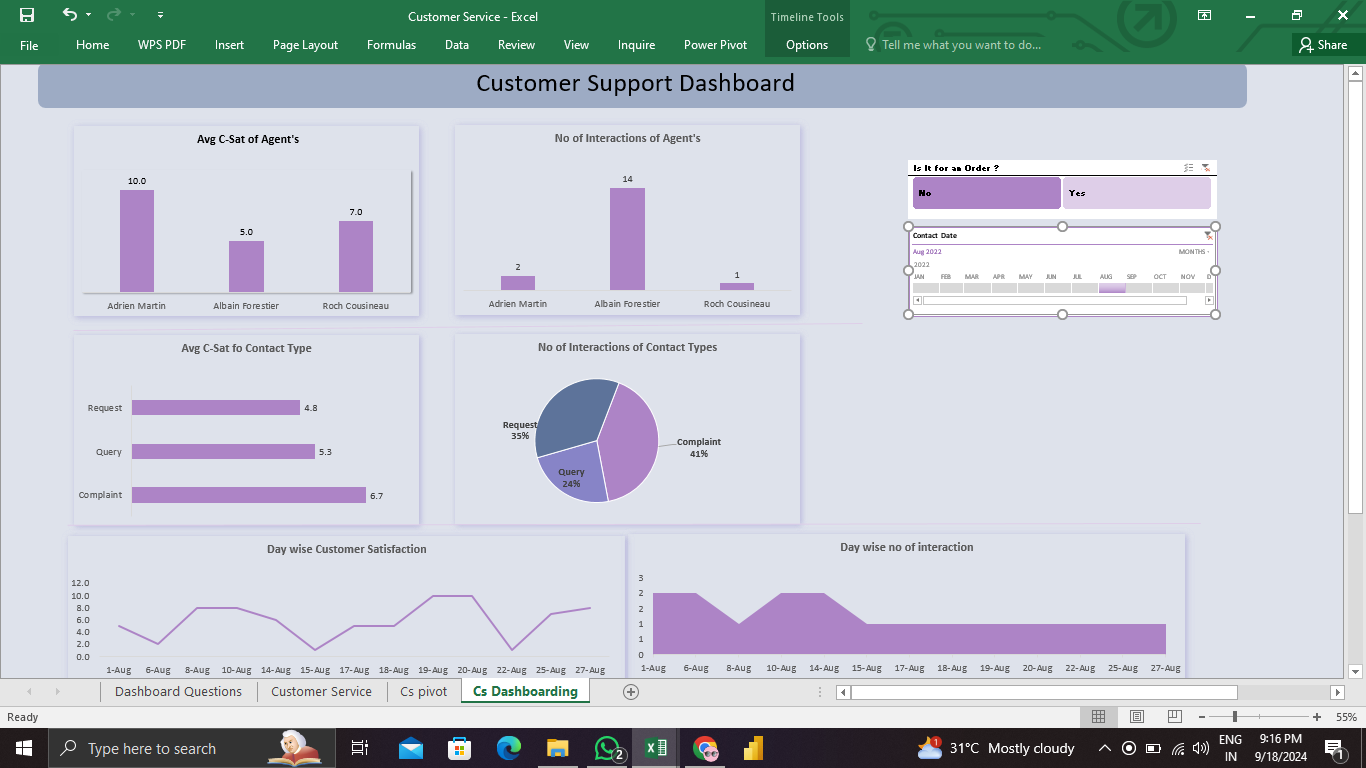 Customer Service - Excel
Timeline Tools
File
Home
WPS PDF
Insert
Page Layout
Formulas
Data
Review
View
Inquire
Power Pivot
Options
Tell me what you want to do...
Share
Customer Support Dashboard
Avg C-Sat of Agent's
10.0
5.0
7.0
Adrien Martin
Albain Forestier
Roch Cousineau
No of Interactions of Agent's
2
14
1
Adrien Martin
Albain Forestier
Roch Cousineau
Is It for an Order ?
No
Yes
Contact Date
Aug 2022
MONTHS
2022
JAN FEB MAR APR MAY JUN JUL AUG SEP OCT NOV D
Avg C-Sat fo Contact Type
Request
4.8
Query
5.3
Complaint
6.7
No of Interactions of Contact Types
Request
35%
Complaint
41%
Query
24%
Day wise Customer Satisfaction
12.0
10.0
8.0
6.0
4.0
2.0
0.0
1-Aug 6-Aug 8-Aug 10-Aug 14-Aug 15-Aug 17-Aug 18-Aug 19-Aug 20-Aug 22-Aug 25-Aug 27-Aug
Day wise no of interaction
3
2
2
1
1
0
1-Aug 6-Aug 8-Aug 10-Aug 14-Aug 15-Aug 17-Aug 18-Aug 19-Aug 20-Aug 22-Aug 25-Aug 27-Aug
Dashboard Questions
Customer Service
Cs pivot
Cs Dashboarding
Ready
55%
Type here to search
2
1
31°C Mostly cloudy
ENG
IN
9:16 PM
9/18/2024
1